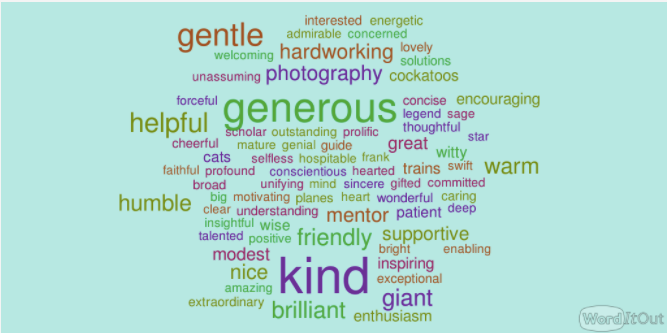 interested energetic
gentle admirable concerned
welcoming hardworking lovely
solutions
unassuming photography cockatoos
forceful generous concise encouraging
legend sage
helpful thoughtful
scholar outstanding prolific star
cheerful mature genial guide great witty
cats selfless hospitable frank
faithful profound conscientious hearted trains swift warm
broad unifying mind sincere gifted committed
humble big motivating planes heart wonderful caring
clear understanding mentor patient deep
insightful wise
talented positive friendly supportive
modest bright enabling
nice kind inspiring
exceptional
amazing giant
extraordinary brilliant enthusiasm
WordItOut